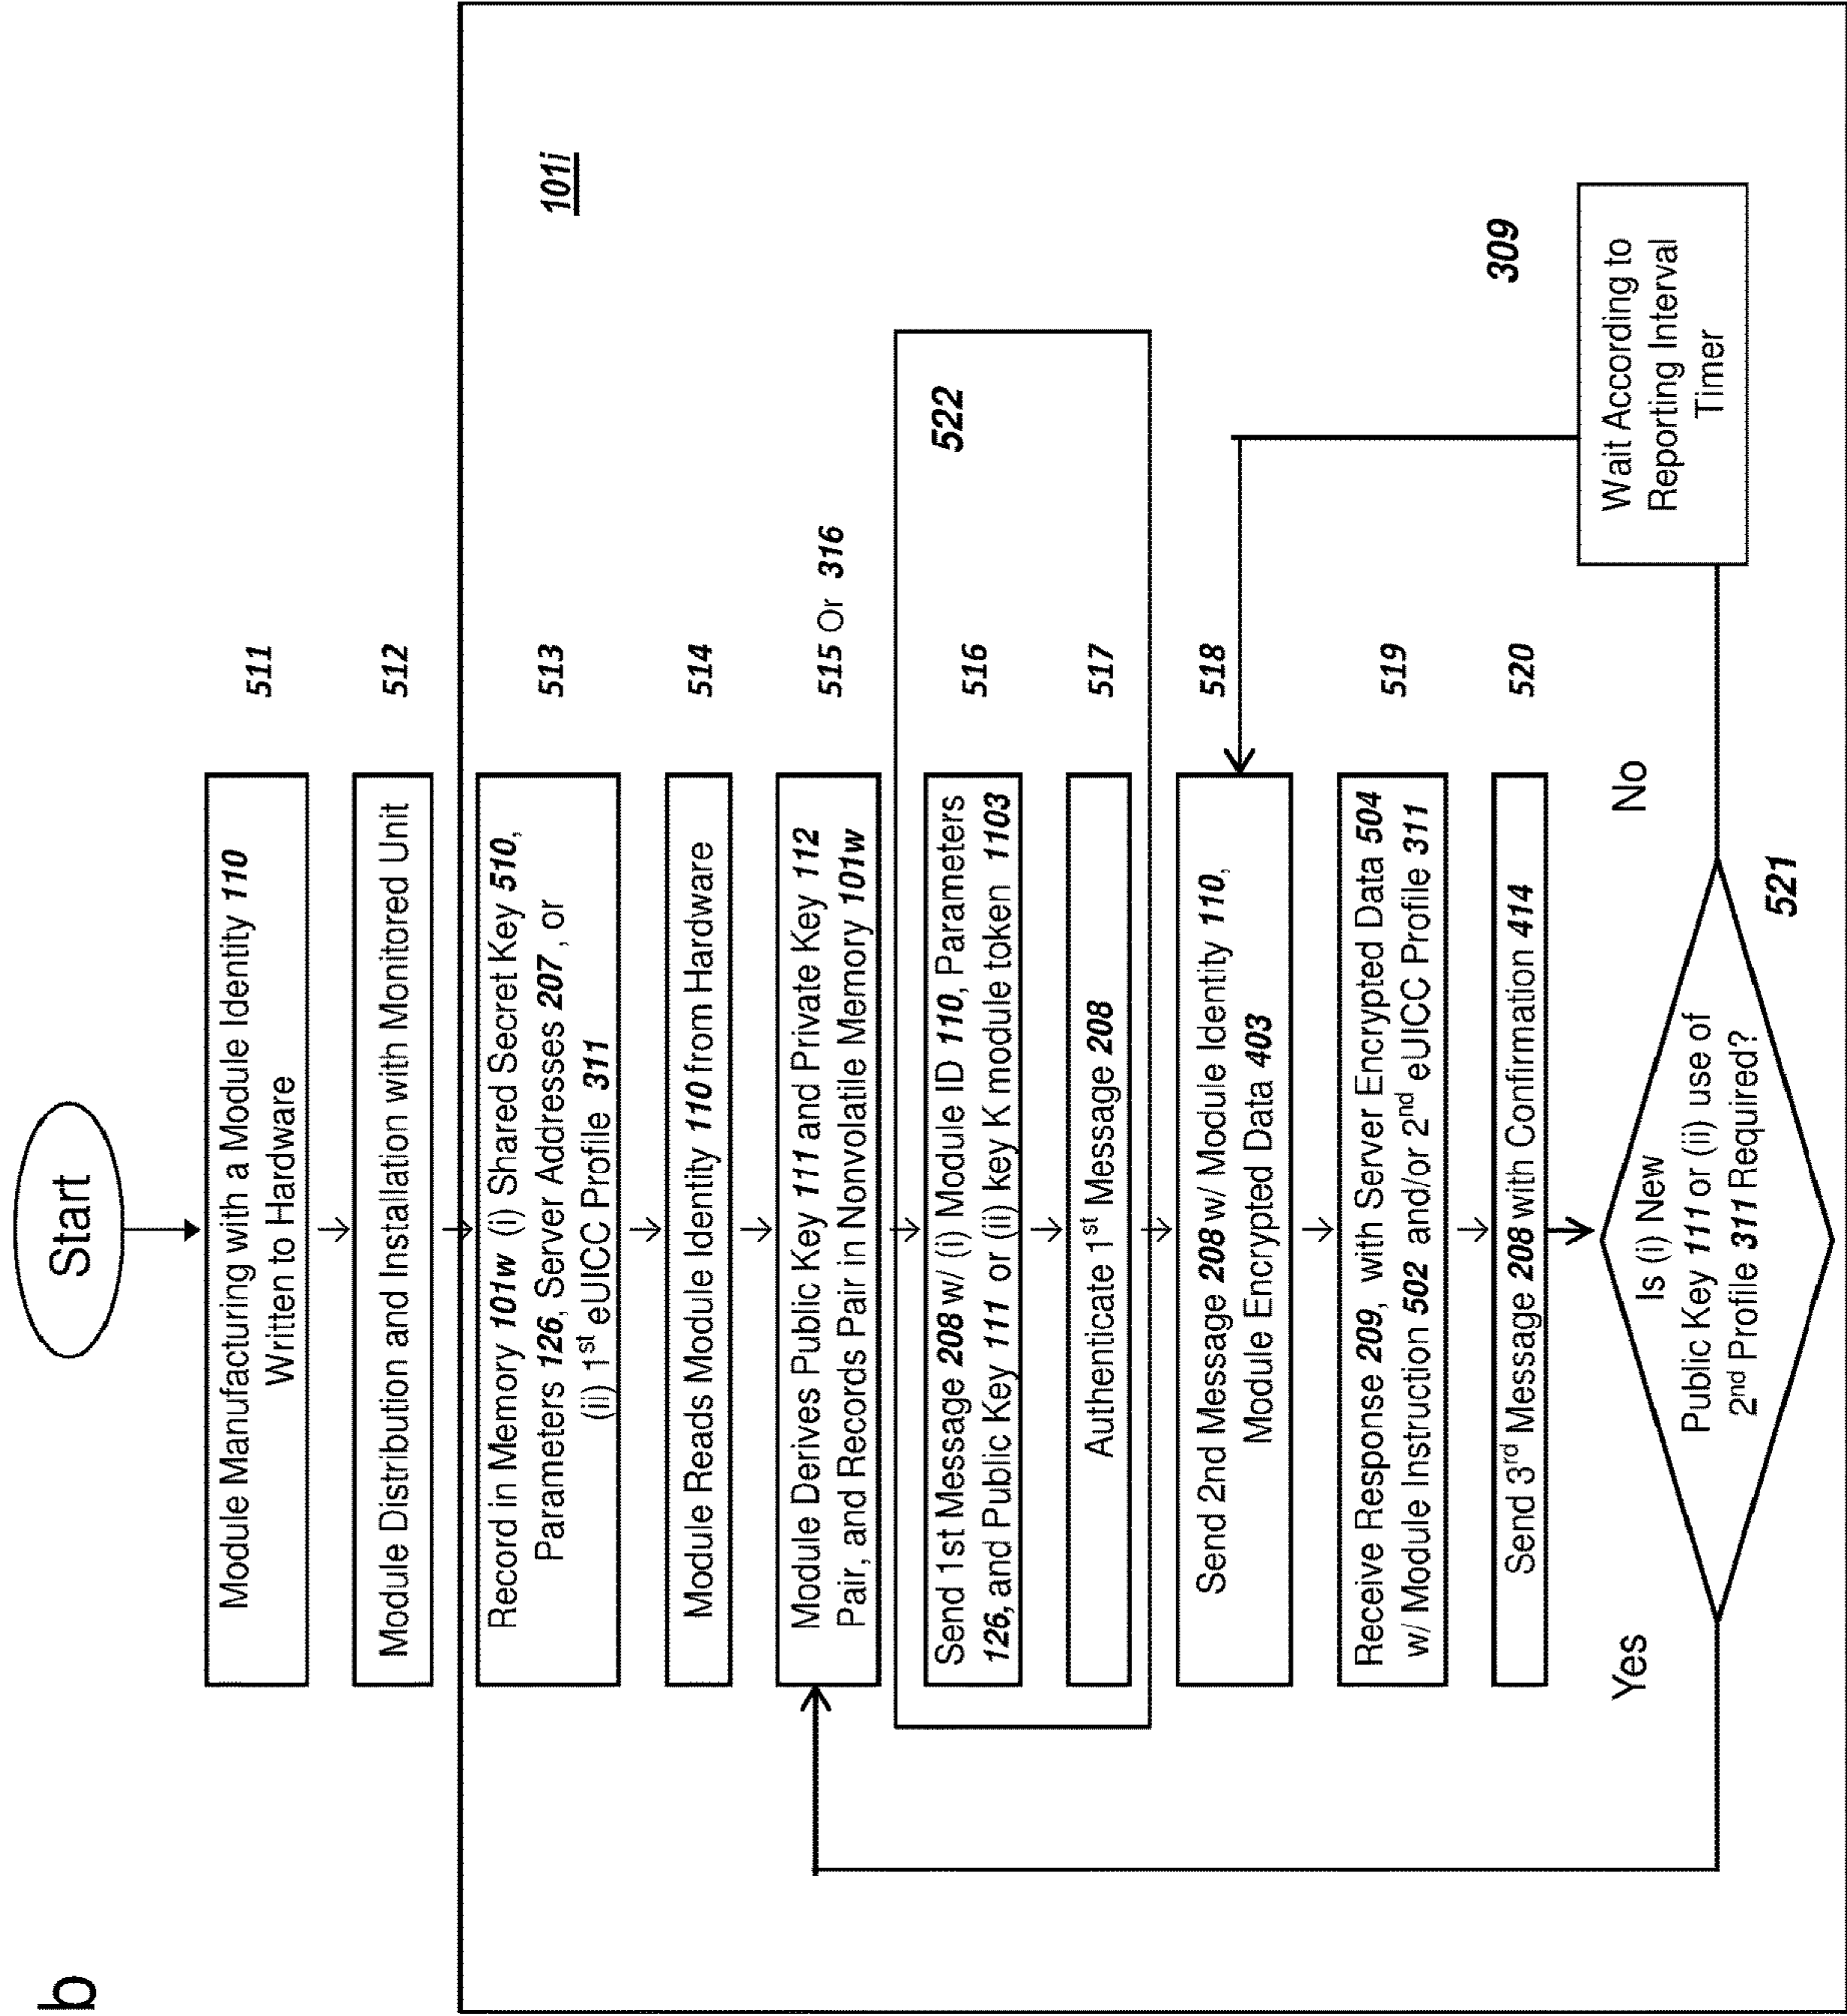 b
Start
Module Manufacturing with a Module Identity 110
Written to Hardware
511
Module Distribution and Installation with Monitored Unit
512
101i
Record in Memory 101w (i) Shared Secret Key 510,
Parameters 126, Server Addresses 207, or
(ii) 1st eUICC Profile 311
513
Module Reads Module Identity 110 from Hardware
514
Module Derives Public Key 111 and Private Key 112
Pair, and Records Pair in Nonvolatile Memory 101w
515 Or 316
522
Send 1st Message 208 w/ (i) Module ID 110, Parameters
126, and Public Key 111 or (ii) key K module token 1103
516
Authenticate 1st Message 208
517
Send 2nd Message 208 w/ Module Identity 110,
Module Encrypted Data 403
518
Receive Response 209, with Server Encrypted Data 504
w/ Module Instruction 502 and/or 2nd eUICC Profile 311
519
Send 3rd Message 208 with Confirmation 414
520
Is (i) New
Public Key 111 or (ii) use of
2nd Profile 311 Required?
521
Yes
No
309
Wait According to
Reporting Interval
Timer